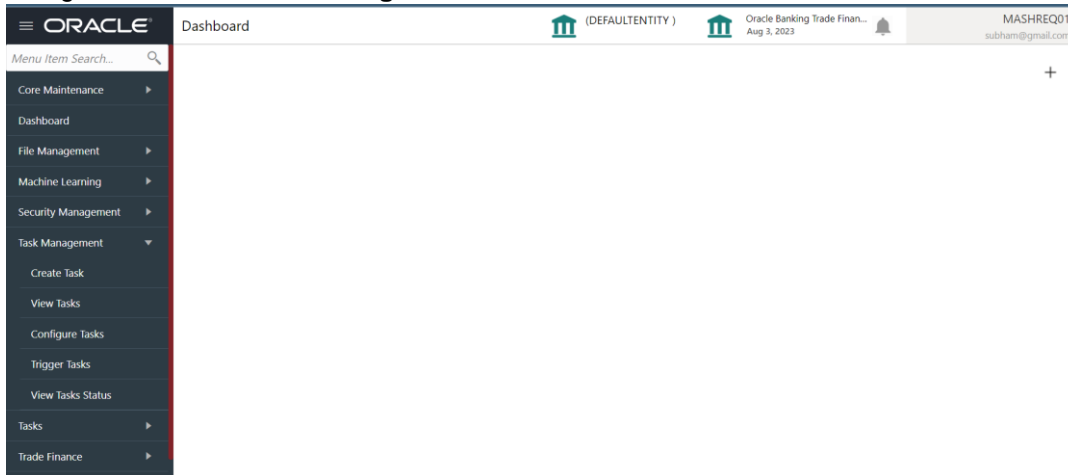 ORACLE
Dashboard
(DEFAULTENTITY )
Oracle Banking Trade Finan...
Aug 3, 2023
MASHREQ01
subham@gmail.com
Menu Item Search...
Core Maintenance
Dashboard
File Management
Machine Learning
Security Management
Task Management
Create Task
View Tasks
Configure Tasks
Trigger Tasks
View Tasks Status
Tasks
Trade Finance